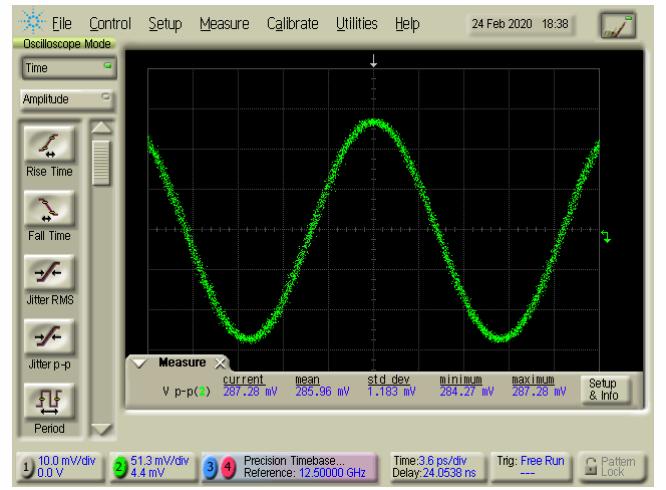 File Control Setup Measure Calibrate Utilities Help 24 Feb 2020 18:38
Oscilloscope Mode
Time
Amplitude
Rise Time
Fall Time
Jitter RMS
Jitter p-p
Period
Measure
current mean std dev minimum maximum
V p-p(2) 287.28 mV 285.96 mV 1.183 mV 284.27 mV 287.28 mV
Setup
& Info
1 10.0 mV/div
0.0 V
2 51.3 mV/div
4.4 mV
3 4 Precision Timebase...
Reference: 12.50000 GHz
Time:3.6 ps/div
Delay:24.0538 ns
Trig: Free Run
---
Pattern
Lock